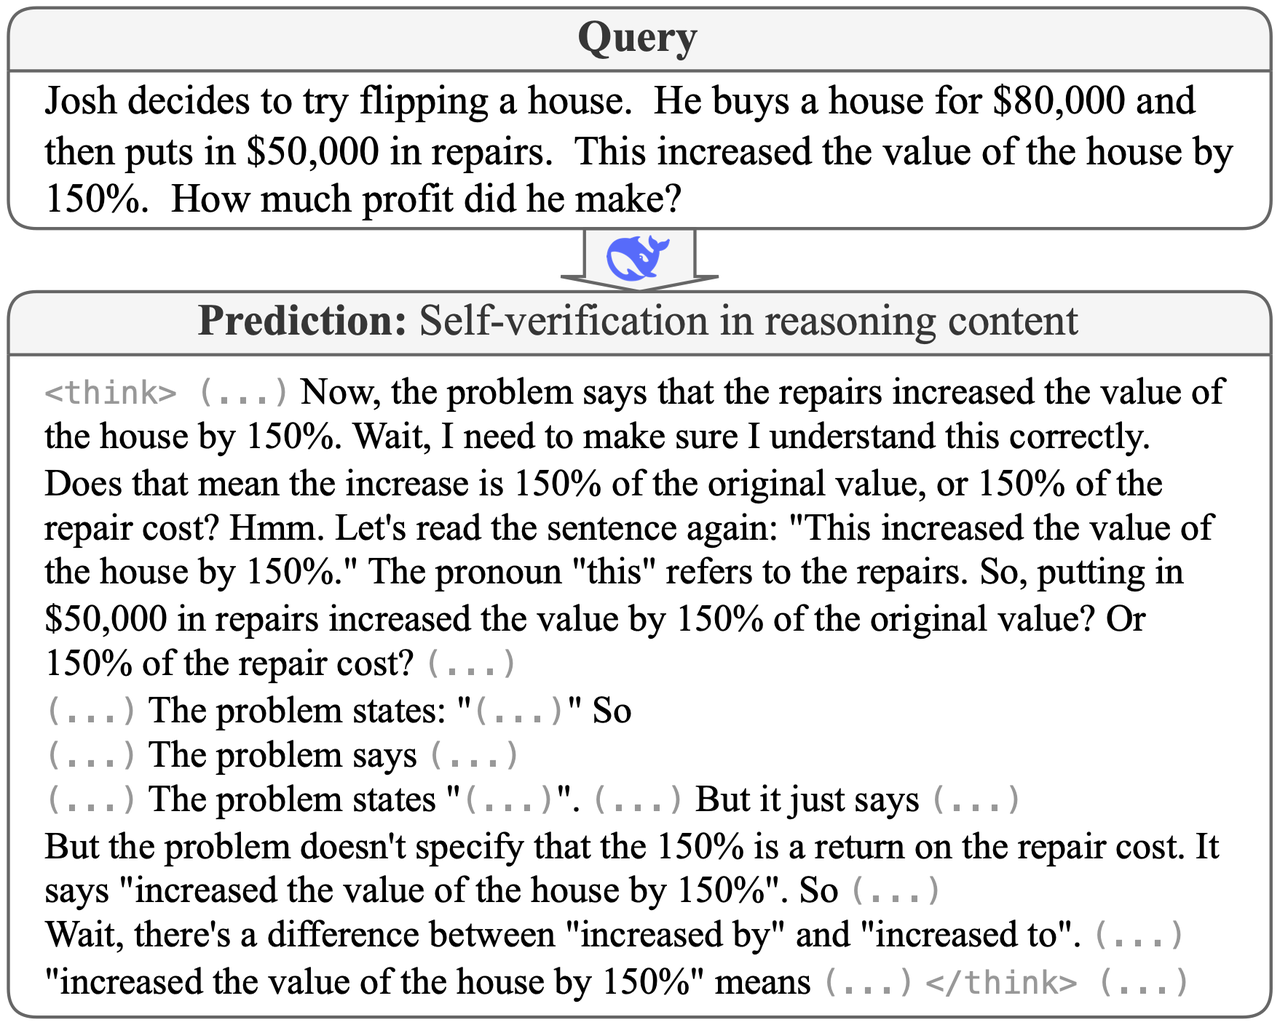 Query
Josh decides to try flipping a house.  He buys a house for $80,000 and
then puts in $50,000 in repairs.  This increased the value of the house by
150%.  How much profit did he make?
Prediction: Self-verification in reasoning content
<think> (...) Now, the problem says that the repairs increased the value of
the house by 150%. Wait, I need to make sure I understand this correctly.
Does that mean the increase is 150% of the original value, or 150% of the
repair cost? Hmm. Let's read the sentence again: "This increased the value of
the house by 150%." The pronoun "this" refers to the repairs. So, putting in
$50,000 in repairs increased the value by 150% of the original value? Or
150% of the repair cost? (...)
(...) The problem states: "(...)" So
(...) The problem says (...)
(...) The problem states "(...)". (...) But it just says (...)
But the problem doesn't specify that the 150% is a return on the repair cost. It
says "increased the value of the house by 150%". So (...)
Wait, there's a difference between "increased by" and "increased to". (...)
"increased the value of the house by 150%" means (...) </think> (...)